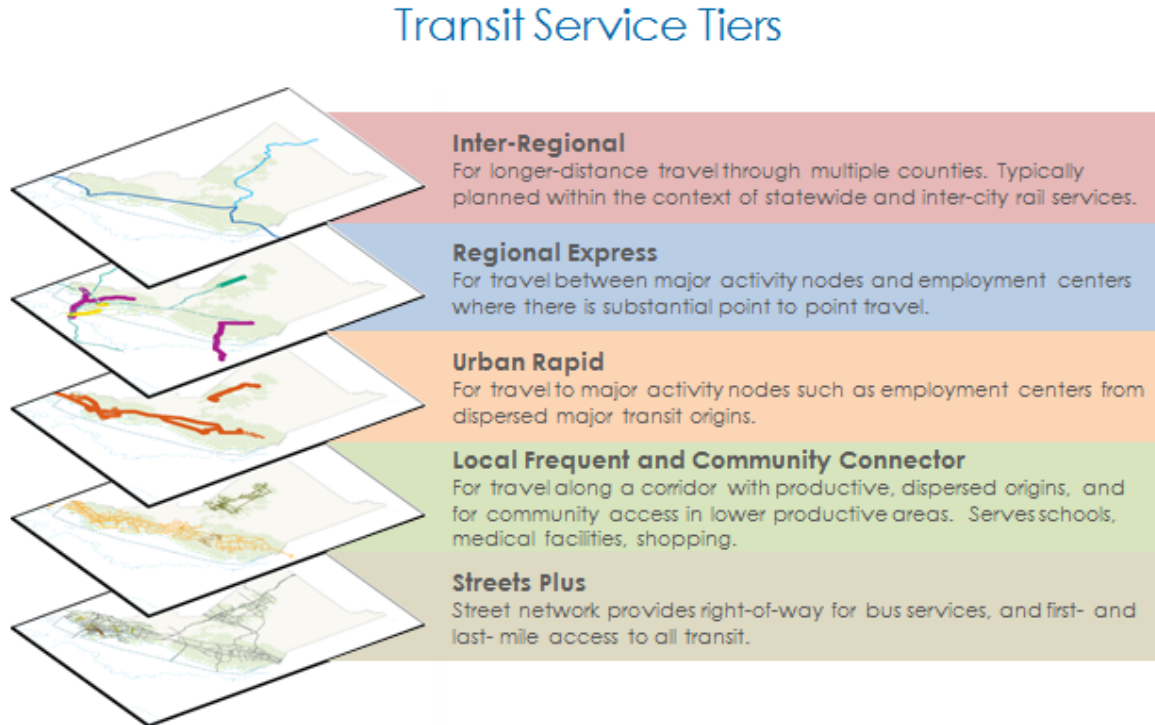 Transit Service Tiers
Inter-Regional
For longer-distance travel through multiple counties. Typically
planned within the context of statewide and inter-city rail services.
Regional Express
For travel between major activity nodes and employment centers
where there is substantial point to point travel.
Urban Rapid
For travel to major activity nodes such as employment centers from
dispersed major transit origins.
Local Frequent and Community Connector
For travel along a corridor with productive, dispersed origins, and
for community access in lower productive areas. Serves schools,
medical facilities, shopping.
Streets Plus
Street network provides right-of-way for bus services, and first- and
last- mile access to all transit.